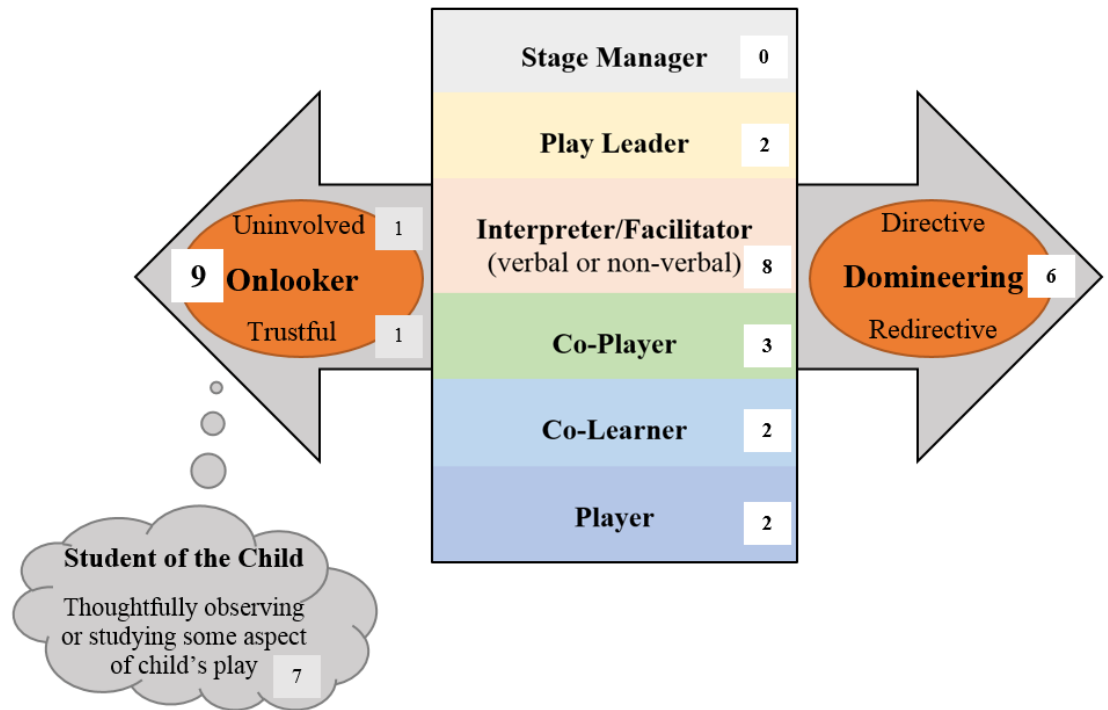 Stage Manager 0
Play Leader 2
Interpreter/Facilitator
(verbal or non-verbal) 8
Co-Player 3
Co-Learner 2
Player 2
Uninvolved 1
9 Onlooker
Trustful 1
Directive
Domineering 6
Redirective
Student of the Child
Thoughtfully observing
or studying some aspect
of child’s play 7